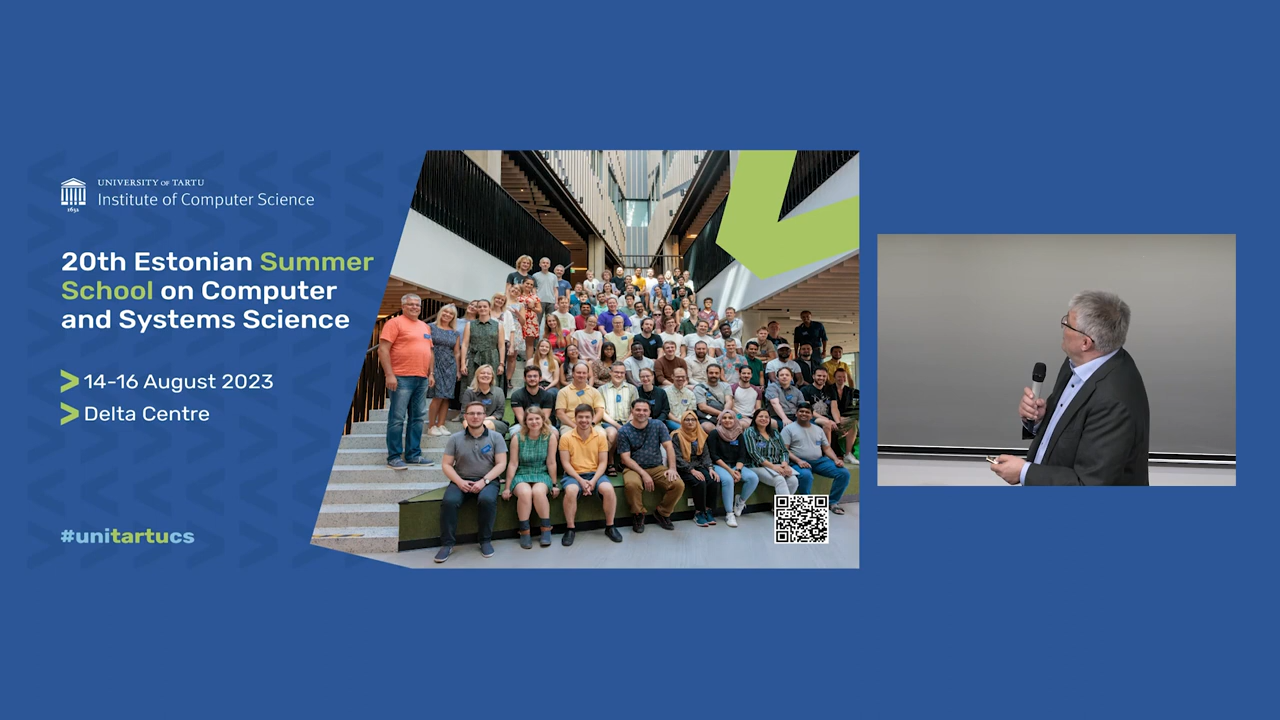 UNIVERSITY OF TARTU
Institute of Computer Science
1632
20th Estonian Summer
School on Computer
and Systems Science
14-16 August 2023
Delta Centre
#unitartucs